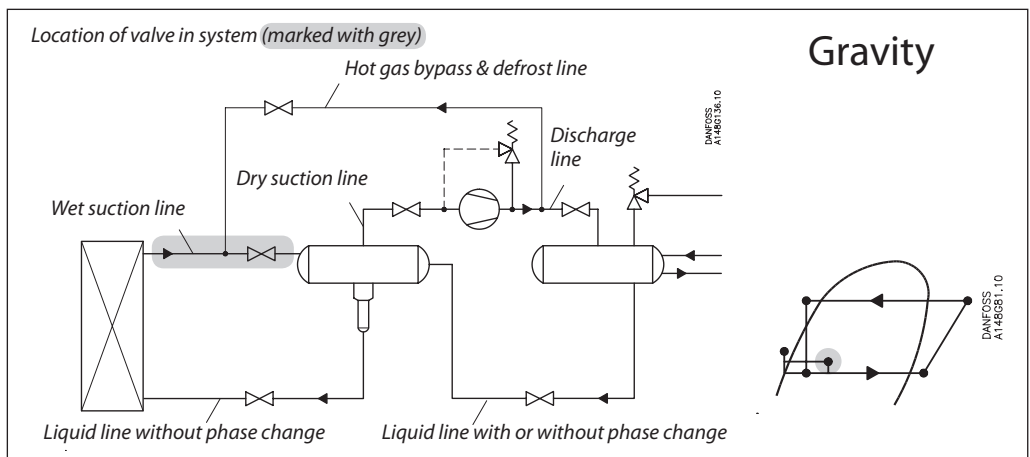 Location of valve in system (marked with grey)
Gravity
Hot gas bypass & defrost line
DANFOSS
A148G136.10
Discharge
line
Dry suction line
Wet suction line
DANFOSS
A148G81.10
Liquid line without phase change
Liquid line with or without phase change